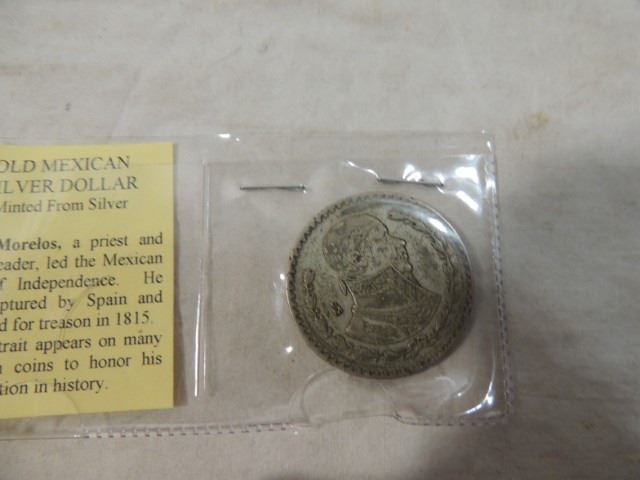 OLD MEXICAN
ILVER DOLLAR
Minted From Silver
Morelos, a priest and
eader, led the Mexican
f Independence. He
ptured by Spain and
d for treason in 1815.
trait appears on many
n coins to honor his
tion in history.